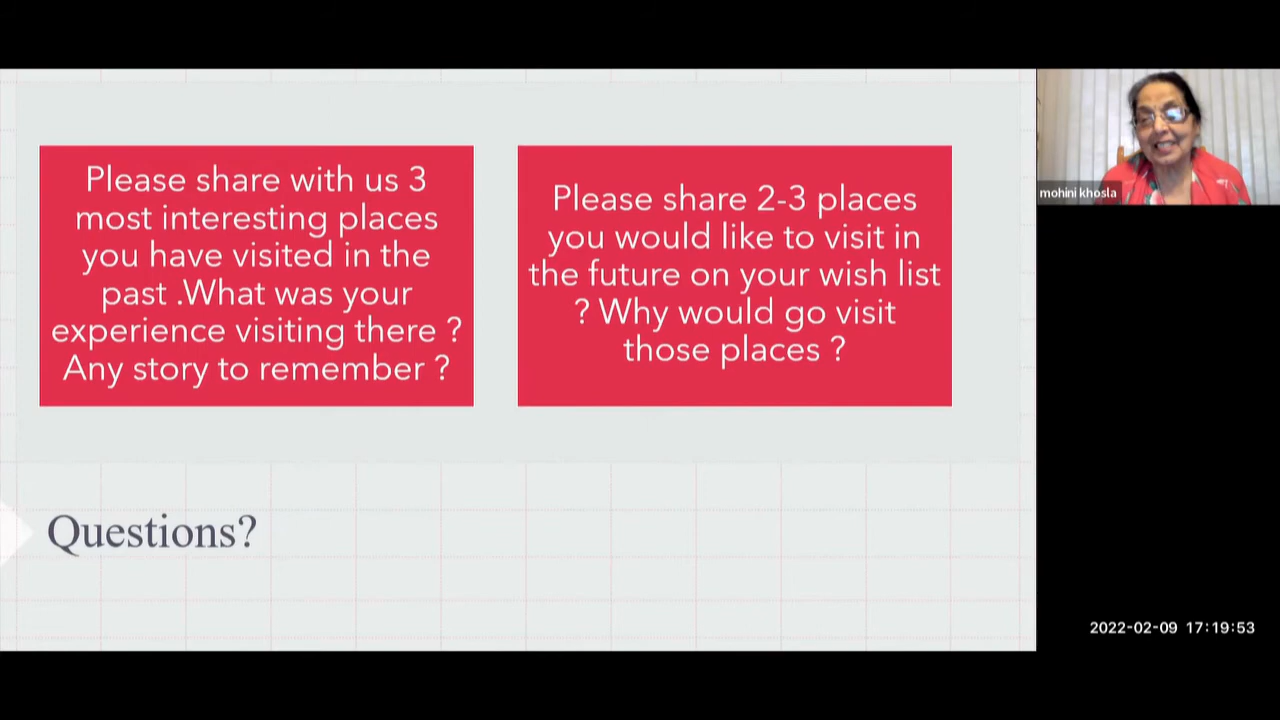 Please share with us 3
most interesting places
you have visited in the
past .What was your
experience visiting there ?
Any story to remember ?
Please share 2-3 places
you would like to visit in
the future on your wish list
? Why would go visit
those places ?
Questions?
mohini khosla
2022-02-09 17:19:53